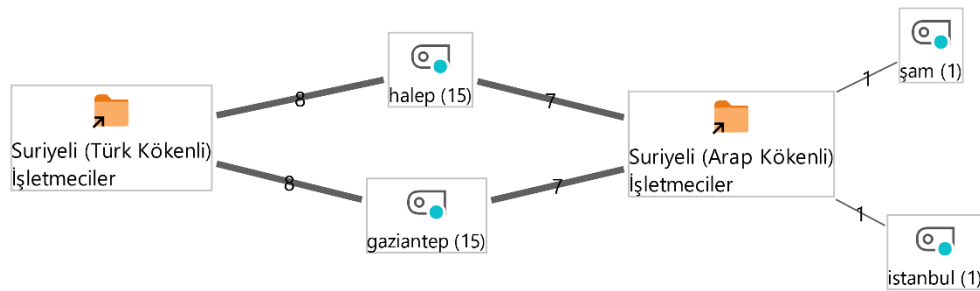 Suriyeli (Türk Kökenli)
İşletmeciler
8
8
halep (15)
gaziantep (15)
7
7
Suriyeli (Arap Kökenli)
İşletmeciler
1
1
şam (1)
istanbul (1)